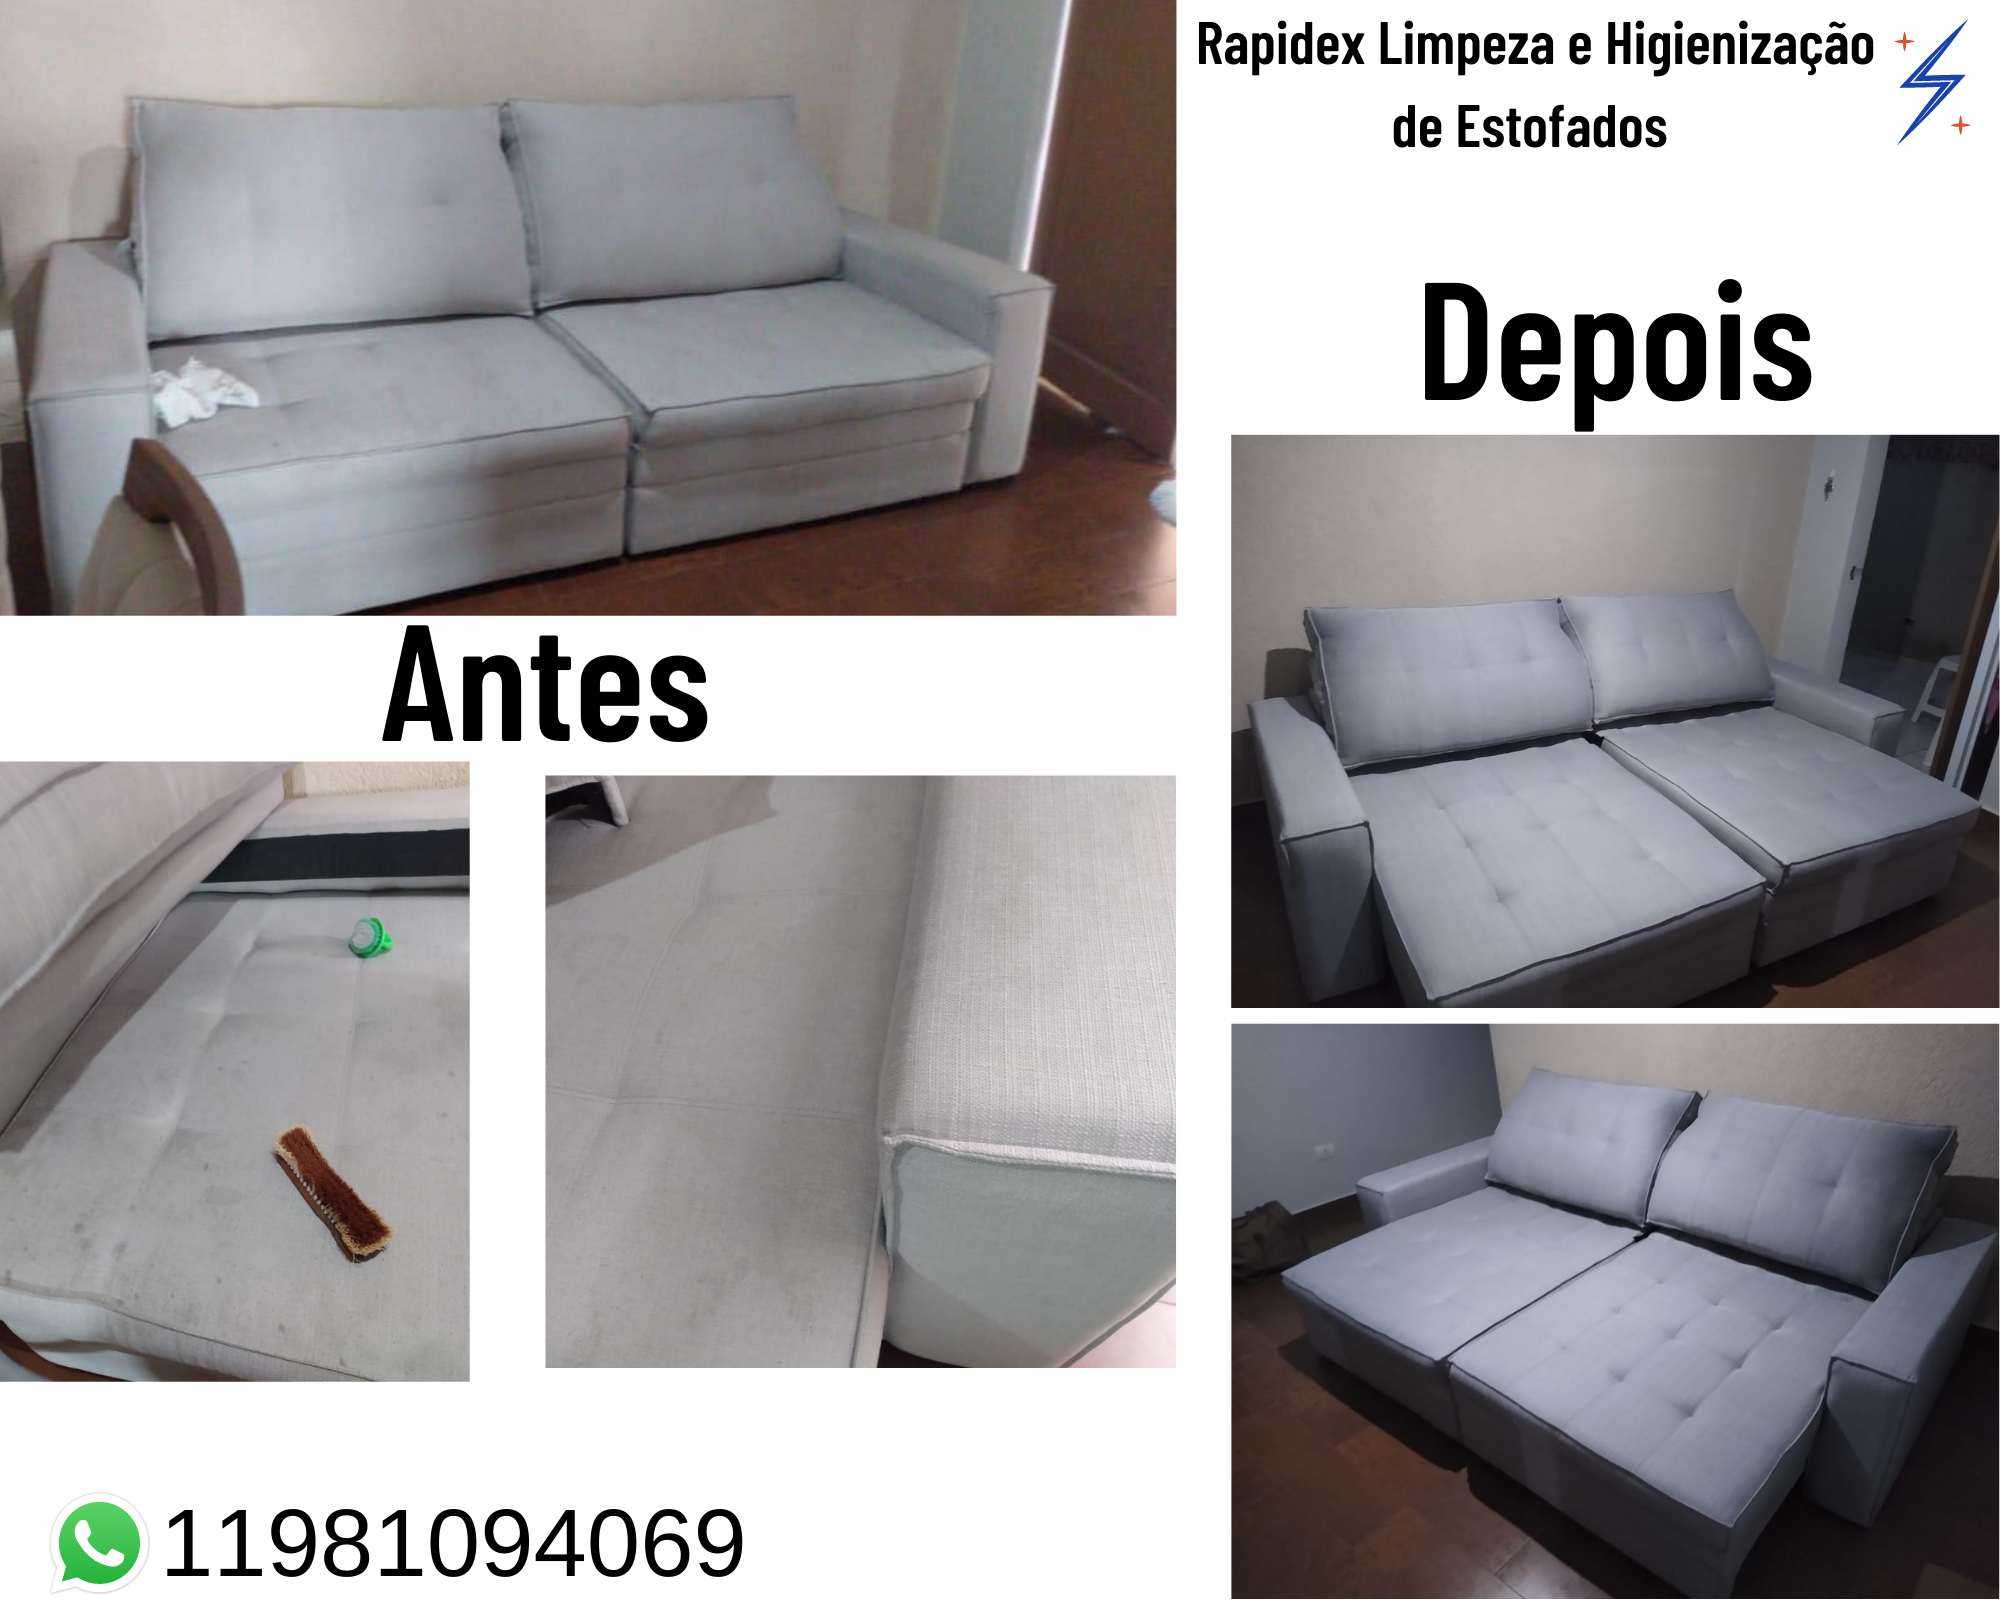 Rapidex Limpeza e Higienização
de Estofados
Depois
Antes
11981094069